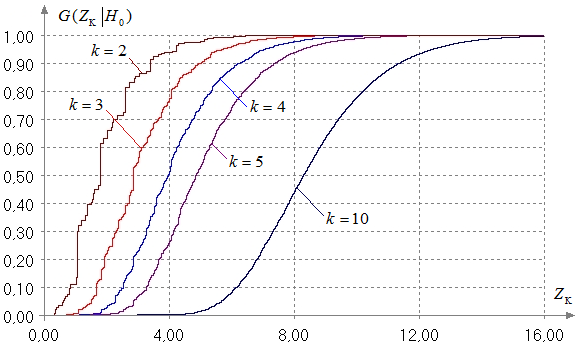 G(Z_K|H_0)
1,00
k = 2
0,90
0,80
k = 3
k = 4
0,70
0,60
k = 5
0,50
0,40
k = 10
0,30
0,20
0,10
Z_K
0,00
0,00 4,00 8,00 12,00 16,00